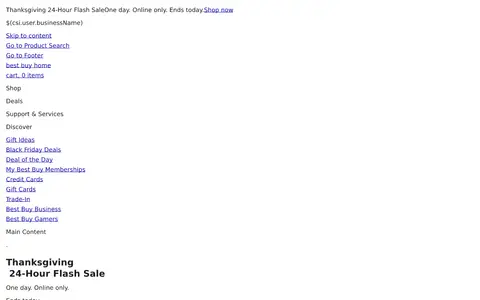 Thanksgiving 24-Hour Flash SaleOne day. Online only. Ends today.Shop now
${csi.user.businessName}
Skip to content
Go to Product Search
Go to Footer
best buy home
cart, 0 items
Shop
Deals
Support & Services
Discover
Gift Ideas
Black Friday Deals
Deal of the Day
My Best Buy Memberships
Credit Cards
Gift Cards
Trade-In
Best Buy Business
Best Buy Gamers
Main Content
.
Thanksgiving
24-Hour Flash Sale
One day. Online only.
Ends today.